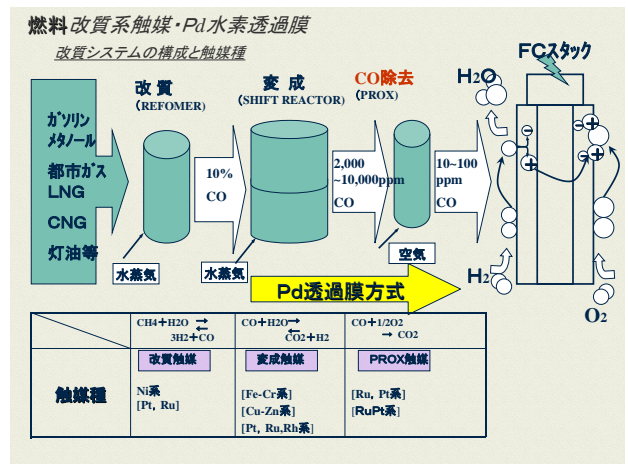 燃料改質系触媒・Pd水素透過膜
改質システムの構成と触媒種
FCスタック
改 質
(REFOMER)
変 成
(SHIFT REACTOR)
CO除去
(PROX)
H2O
ガソリン
メタノール
都市ガス
LNG
CNG
灯油等
10%
CO
2,000
~10,000ppm
CO
10~100
ppm
CO
水蒸気
水蒸気
空気
Pd透過膜方式
H2
O2
- + - +
+
CH4+H2O ⇄ 3H2+CO
CO+H2O ⇄ CO2+H2
CO+1/2O2
→ CO2
触媒種
改質触媒
変成触媒
PROX触媒
Ni系
[Pt, Ru]
[Fe-Cr系]
[Cu-Zn系]
[Pt, Ru,Rh系]
[Ru, Pt系]
[RuPt系]